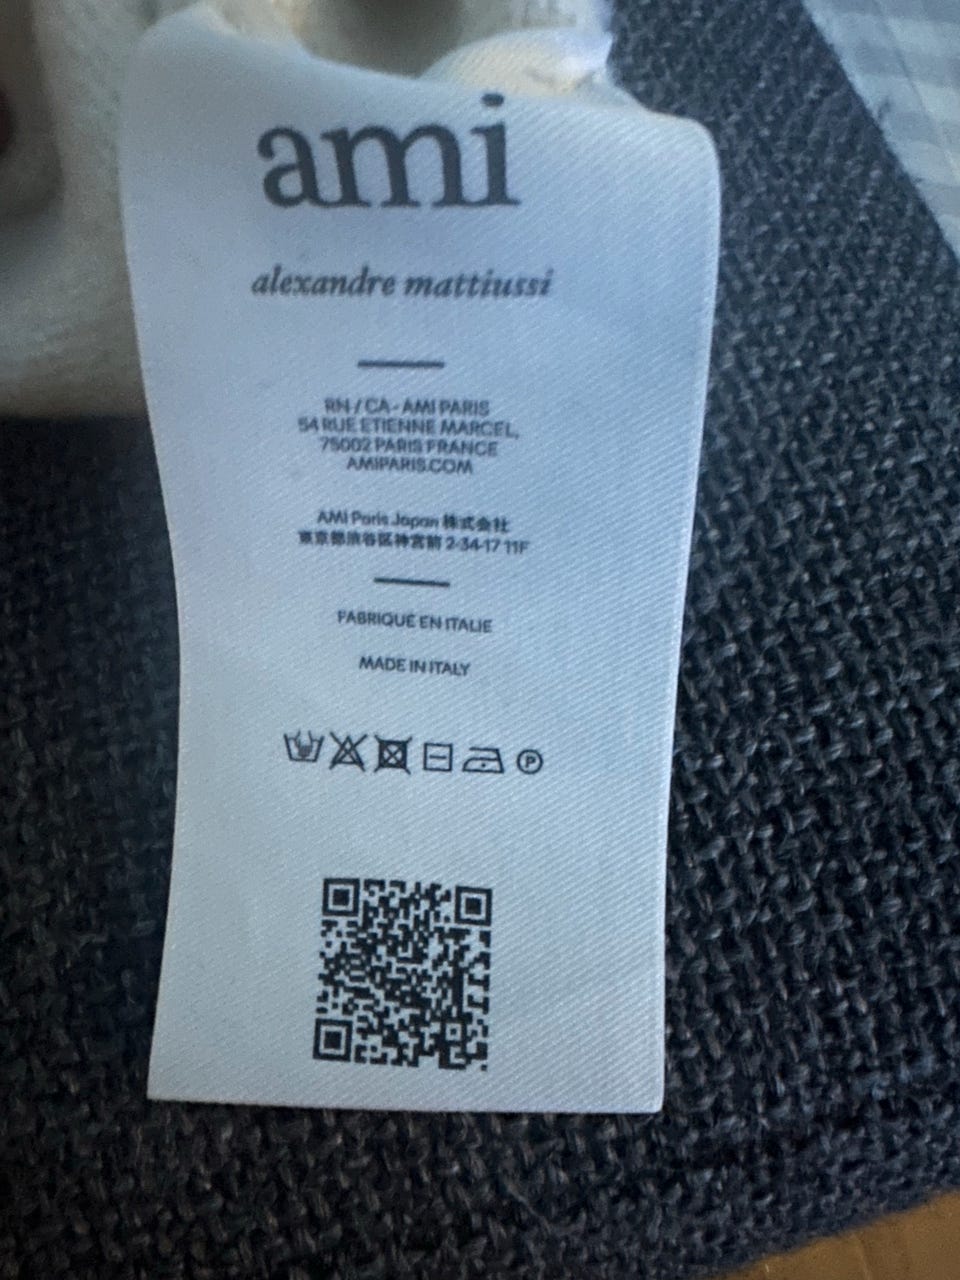 ami
alexandre mattiussi
RN / CA - AMI PARIS
54 RUE ETIENNE MARCEL,
75002 PARIS FRANCE
AMIPARIS.COM
AMI Paris Japan 株式会社
東京都渋谷区神宮前 2-34-17 11F
FABRIQUÉ EN ITALIE
MADE IN ITALY
P